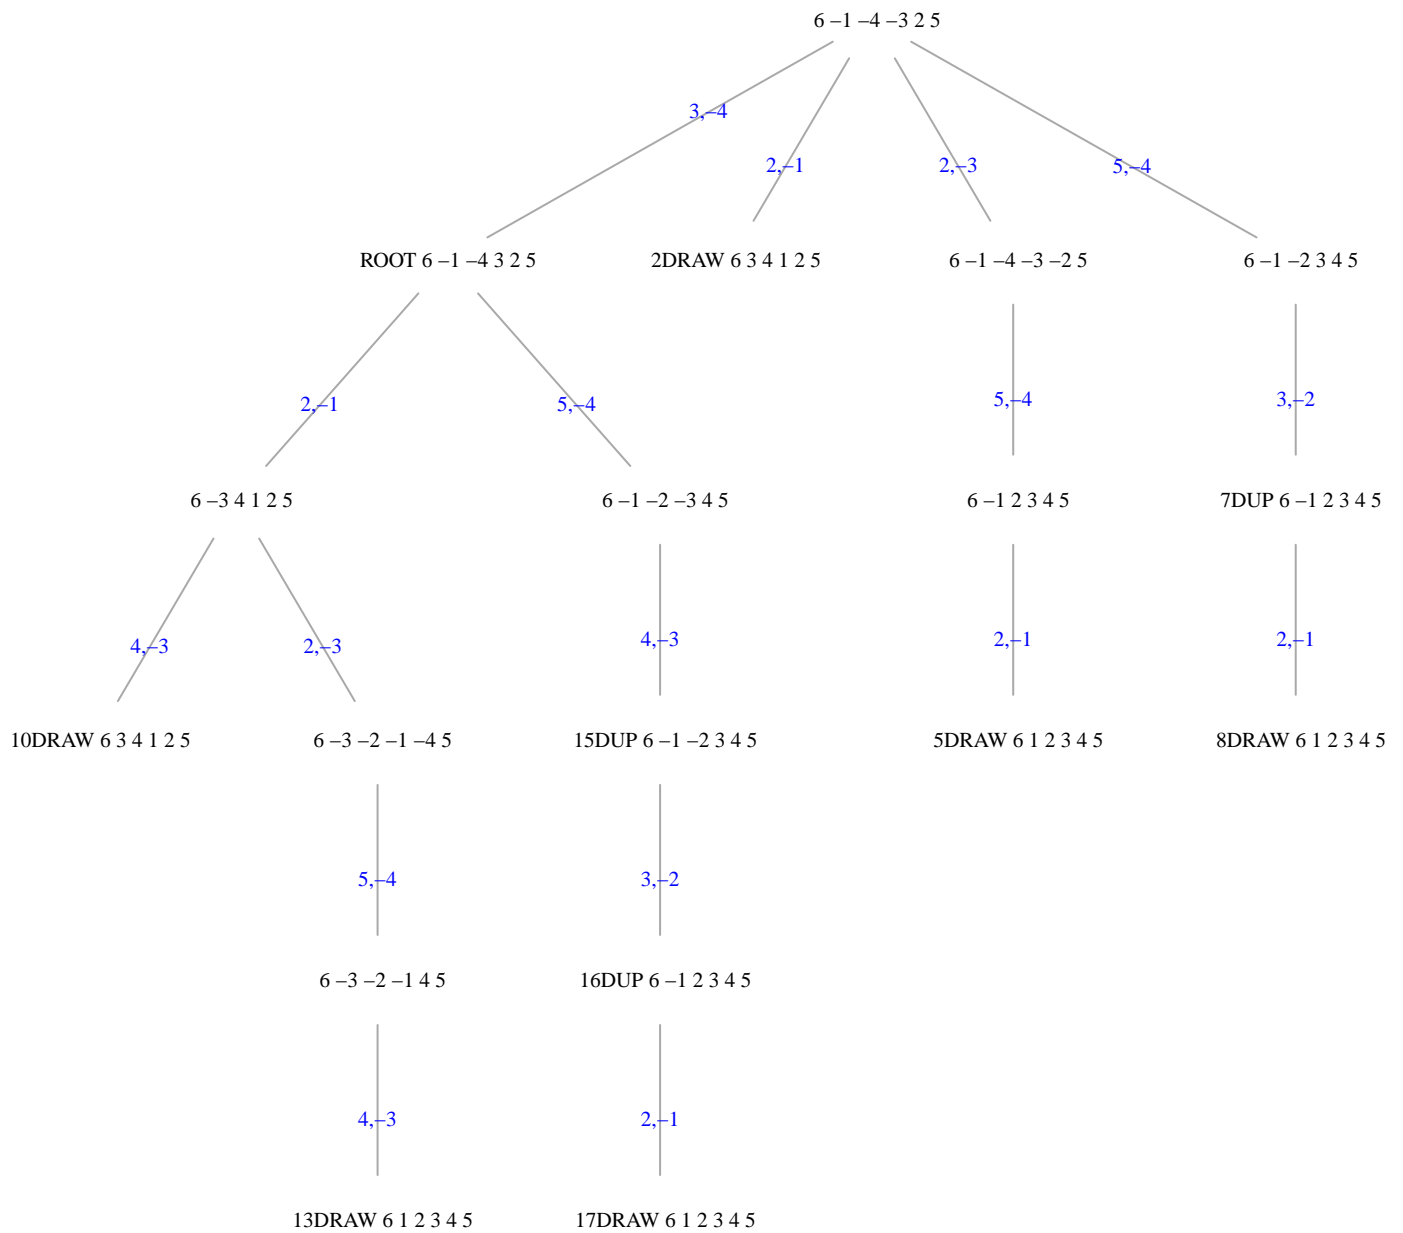 6 –1 –4 –3 2 5
3,–4
2,–1
2,–3
5,–4
ROOT 6 –1 –4 3 2 5
2DRAW 6 3 4 1 2 5
6 –1 –4 –3 –2 5
6 –1 –2 3 4 5
2,–1
5,–4
5,–4
3,–2
6 –3 4 1 2 5
6 –1 –2 –3 4 5
6 –1 2 3 4 5
7DUP 6 –1 2 3 4 5
4,–3
2,–3
4,–3
2,–1
2,–1
10DRAW 6 3 4 1 2 5
6 –3 –2 –1 –4 5
15DUP 6 –1 –2 3 4 5
5DRAW 6 1 2 3 4 5
8DRAW 6 1 2 3 4 5
5,–4
3,–2
6 –3 –2 –1 4 5
16DUP 6 –1 2 3 4 5
4,–3
2,–1
13DRAW 6 1 2 3 4 5
17DRAW 6 1 2 3 4 5